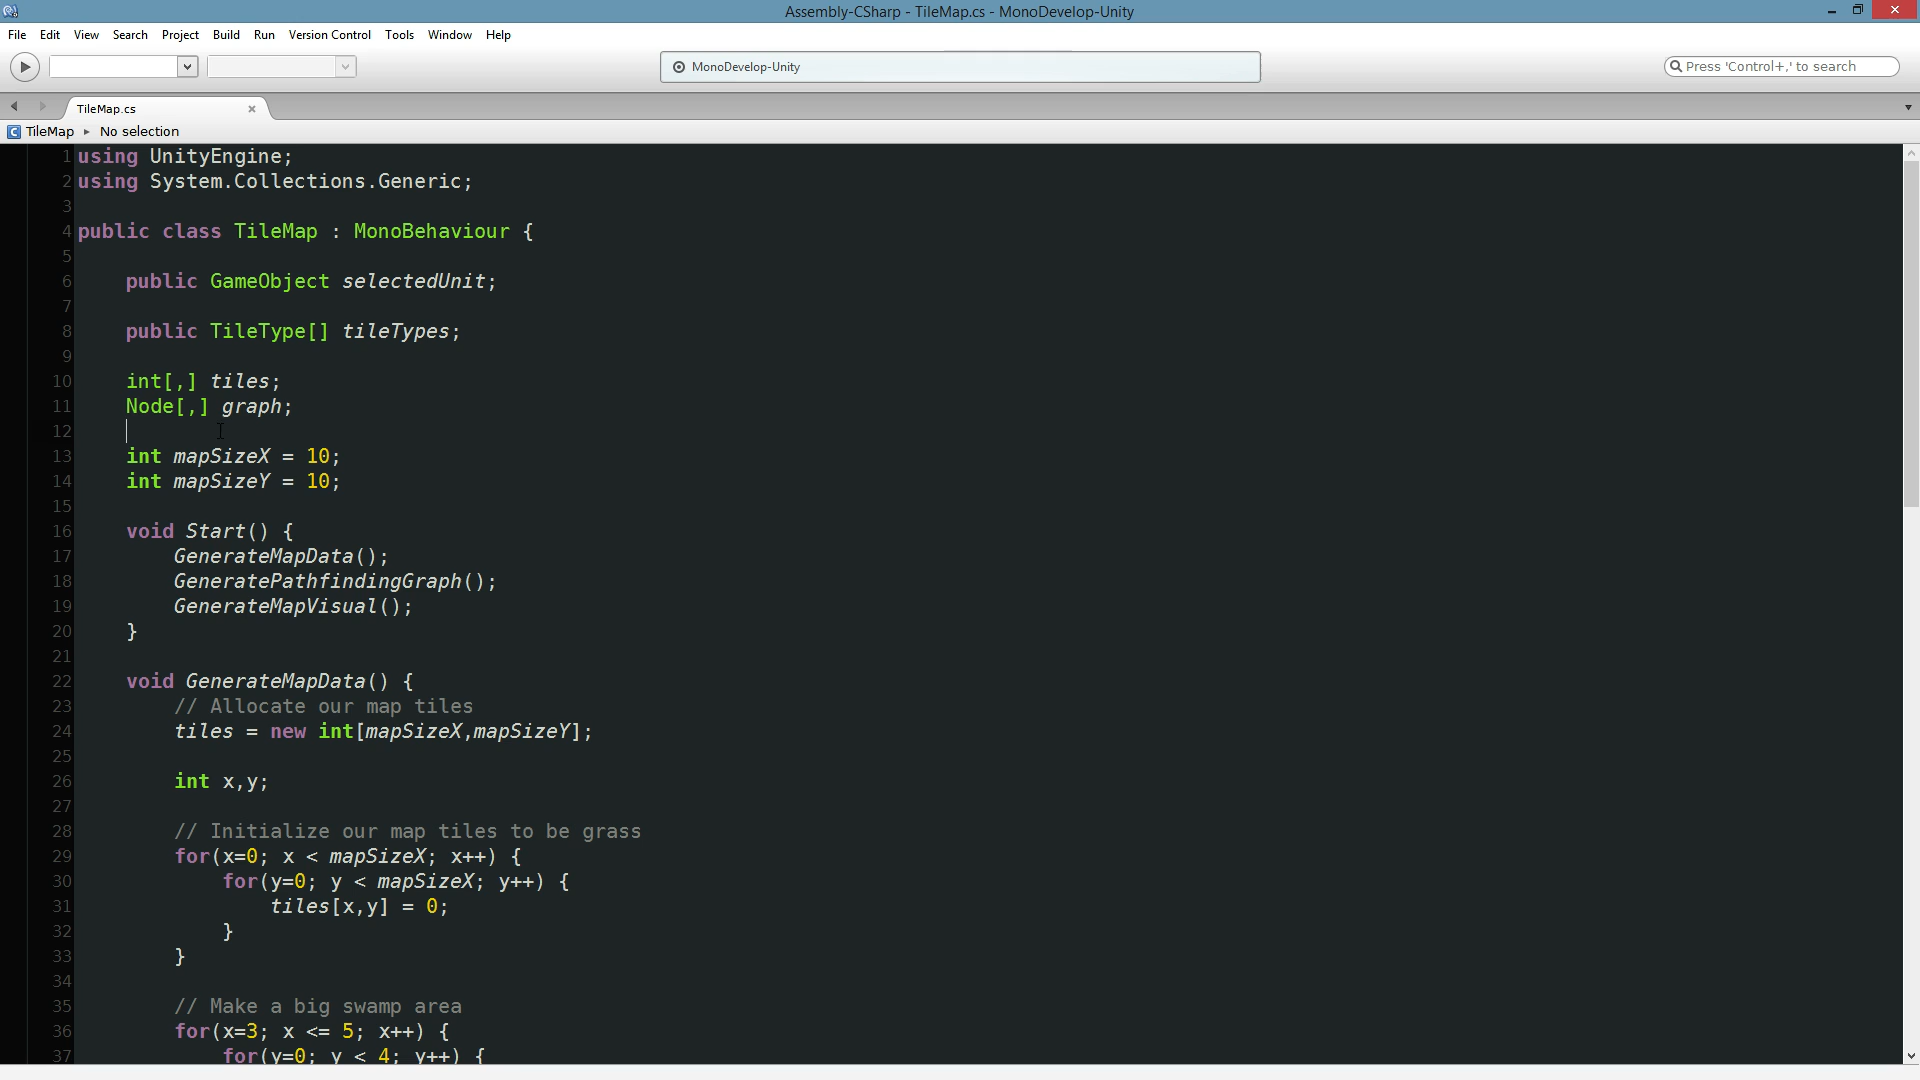 Assembly-CSharp - TileMap.cs - MonoDevelop-Unity
File Edit View Search Project Build Run Version Control Tools Window Help
MonoDevelop-Unity
Press 'Control+,' to search
TileMap.cs
TileMap No selection
1 using UnityEngine;
2 using System.Collections.Generic;
3
4 public class TileMap : MonoBehaviour {
5
6 public GameObject selectedUnit;
7
8 public TileType[] tileTypes;
9
10 int[,] tiles;
11 Node[,] graph;
12
13 int mapSizeX = 10;
14 int mapSizeY = 10;
15
16 void Start() {
17 GenerateMapData();
18 GeneratePathfindingGraph();
19 GenerateMapVisual();
20 }
21
22 void GenerateMapData() {
23 // Allocate our map tiles
24 tiles = new int[mapSizeX,mapSizeY];
25
26 int x,y;
27
28 // Initialize our map tiles to be grass
29 for(x=0; x < mapSizeX; x++) {
30 for(y=0; y < mapSizeX; y++) {
31 tiles[x,y] = 0;
32 }
33 }
34
35 // Make a big swamp area
36 for(x=3; x <= 5; x++) {
37 for(y=0; y < 4; y++) {